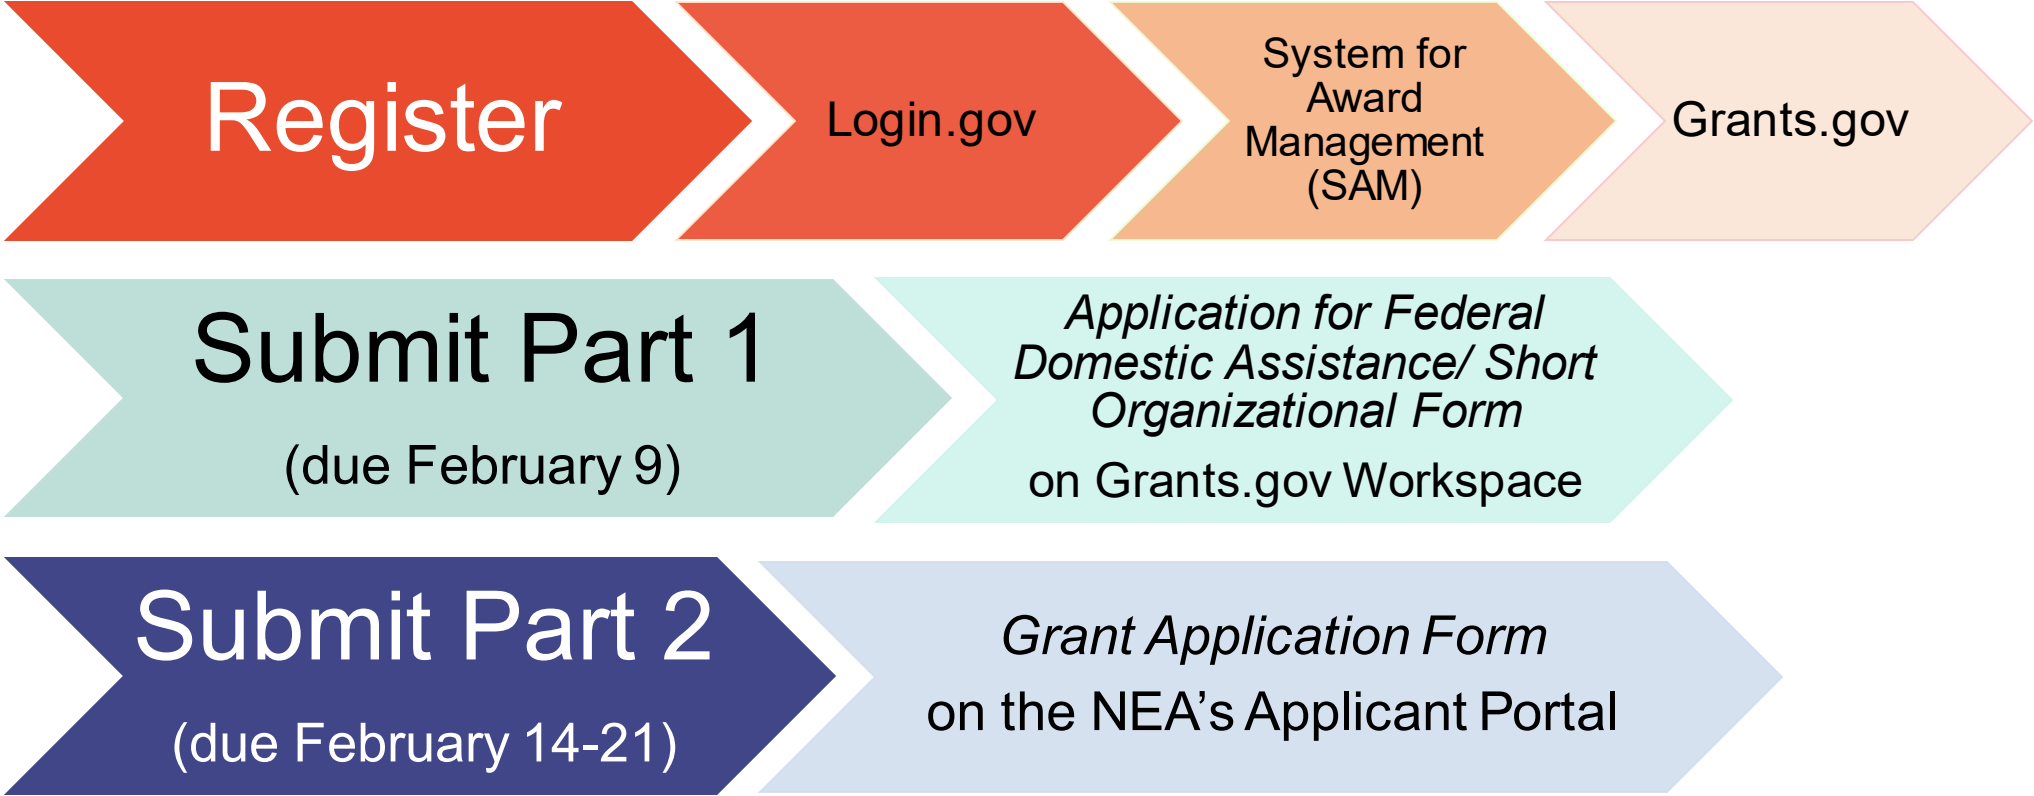 Register
Login.gov
System for
Award
Management
(SAM)
Grants.gov
Submit Part 1
(due February 9)
Application for Federal
Domestic Assistance/ Short
Organizational Form
on Grants.gov Workspace
Submit Part 2
(due February 14-21)
Grant Application Form
on the NEA’s Applicant Portal